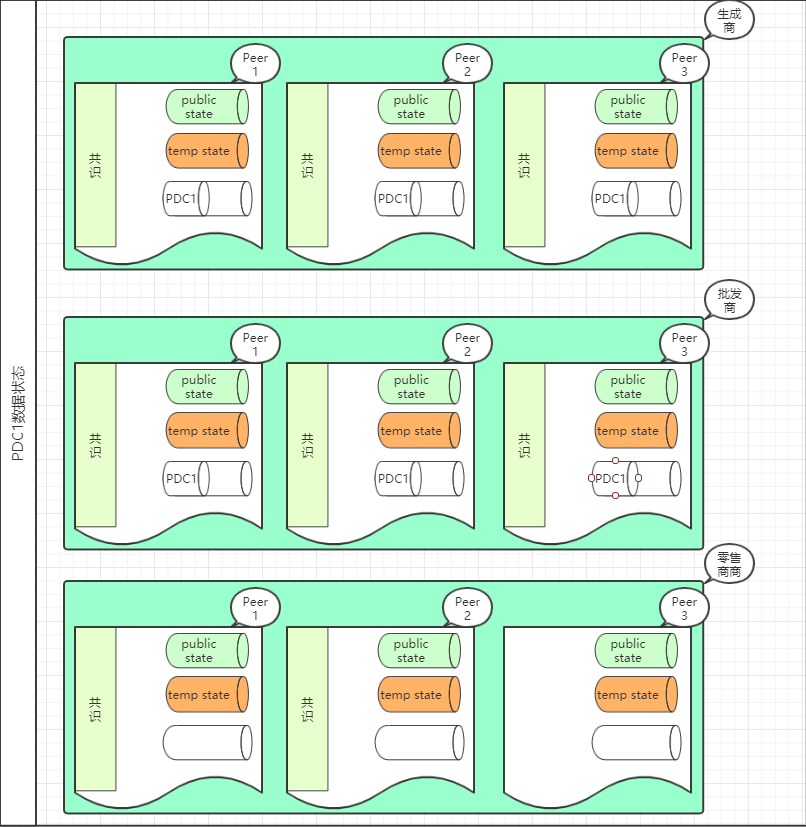 生成
商
Peer
1
Peer
2
Peer
3
public
state
temp state
PDC1
共
识
public
state
temp state
PDC1
共
识
public
state
temp state
PDC1
共
识
PDC1数据状态
批发
商
Peer
1
Peer
2
Peer
3
public
state
temp state
PDC1
共
识
public
state
temp state
PDC1
共
识
public
state
temp state
PDC1
共
识
零售
商商
Peer
1
Peer
2
Peer
3
public
state
temp state
共
识
public
state
temp state
共
识
public
state
temp state